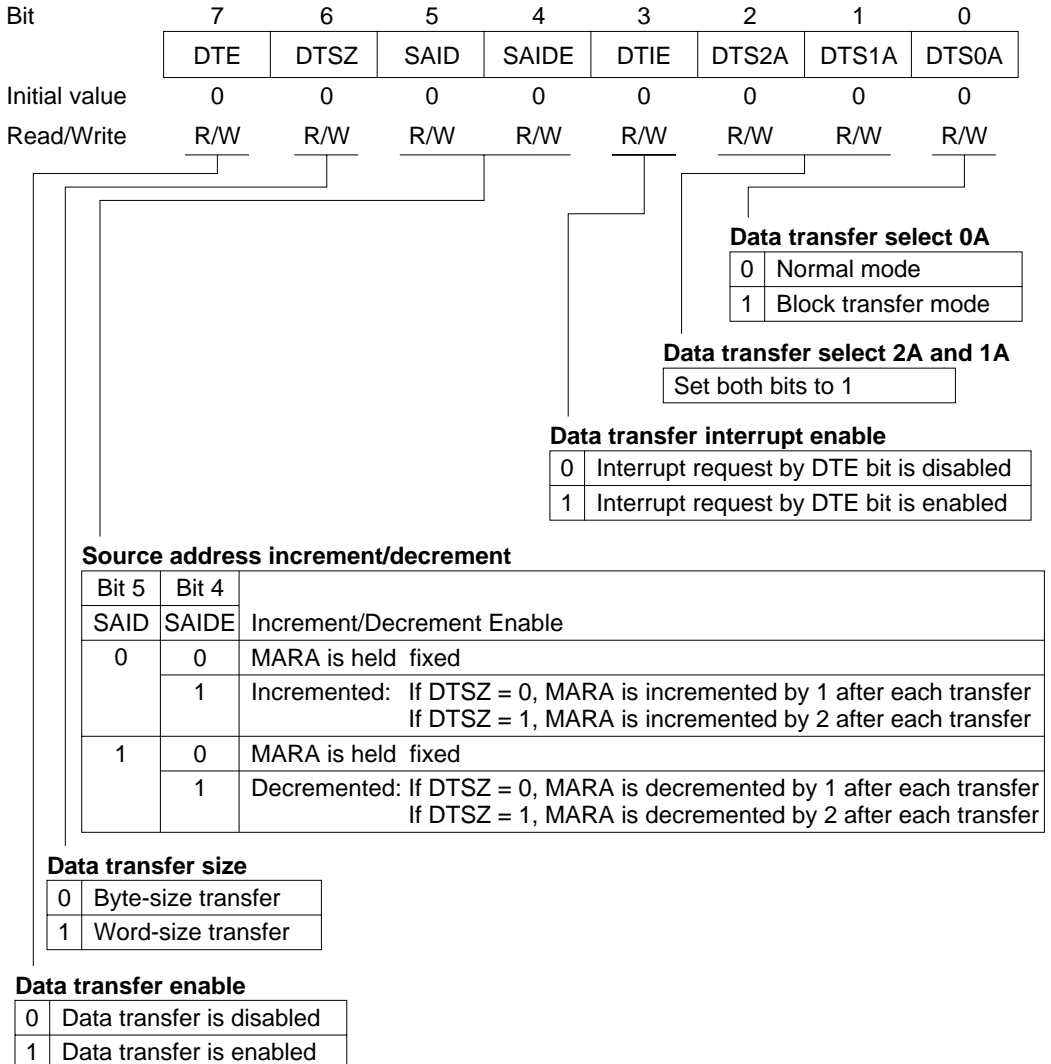 Bit 7 6 5 4 3 2 1 0
DTE DTSZ SAID SAIDE DTIE DTS2A DTS1A DTS0A
Initial value 0 0 0 0 0 0 0 0
Read/Write R/W R/W R/W R/W R/W R/W R/W R/W
Data transfer select 0A
0 Normal mode
1 Block transfer mode
Data transfer select 2A and 1A
Set both bits to 1
Data transfer interrupt enable
0 Interrupt request by DTE bit is disabled
1 Interrupt request by DTE bit is enabled
Source address increment/decrement
Bit 5 Bit 4
SAID SAIDE Increment/Decrement Enable
0 0 MARA is held fixed
1 Incremented: If DTSZ = 0, MARA is incremented by 1 after each transfer
If DTSZ = 1, MARA is incremented by 2 after each transfer
1 0 MARA is held fixed
1 Decremented: If DTSZ = 0, MARA is decremented by 1 after each transfer
If DTSZ = 1, MARA is decremented by 2 after each transfer
Data transfer size
0 Byte-size transfer
1 Word-size transfer
Data transfer enable
0 Data transfer is disabled
1 Data transfer is enabled